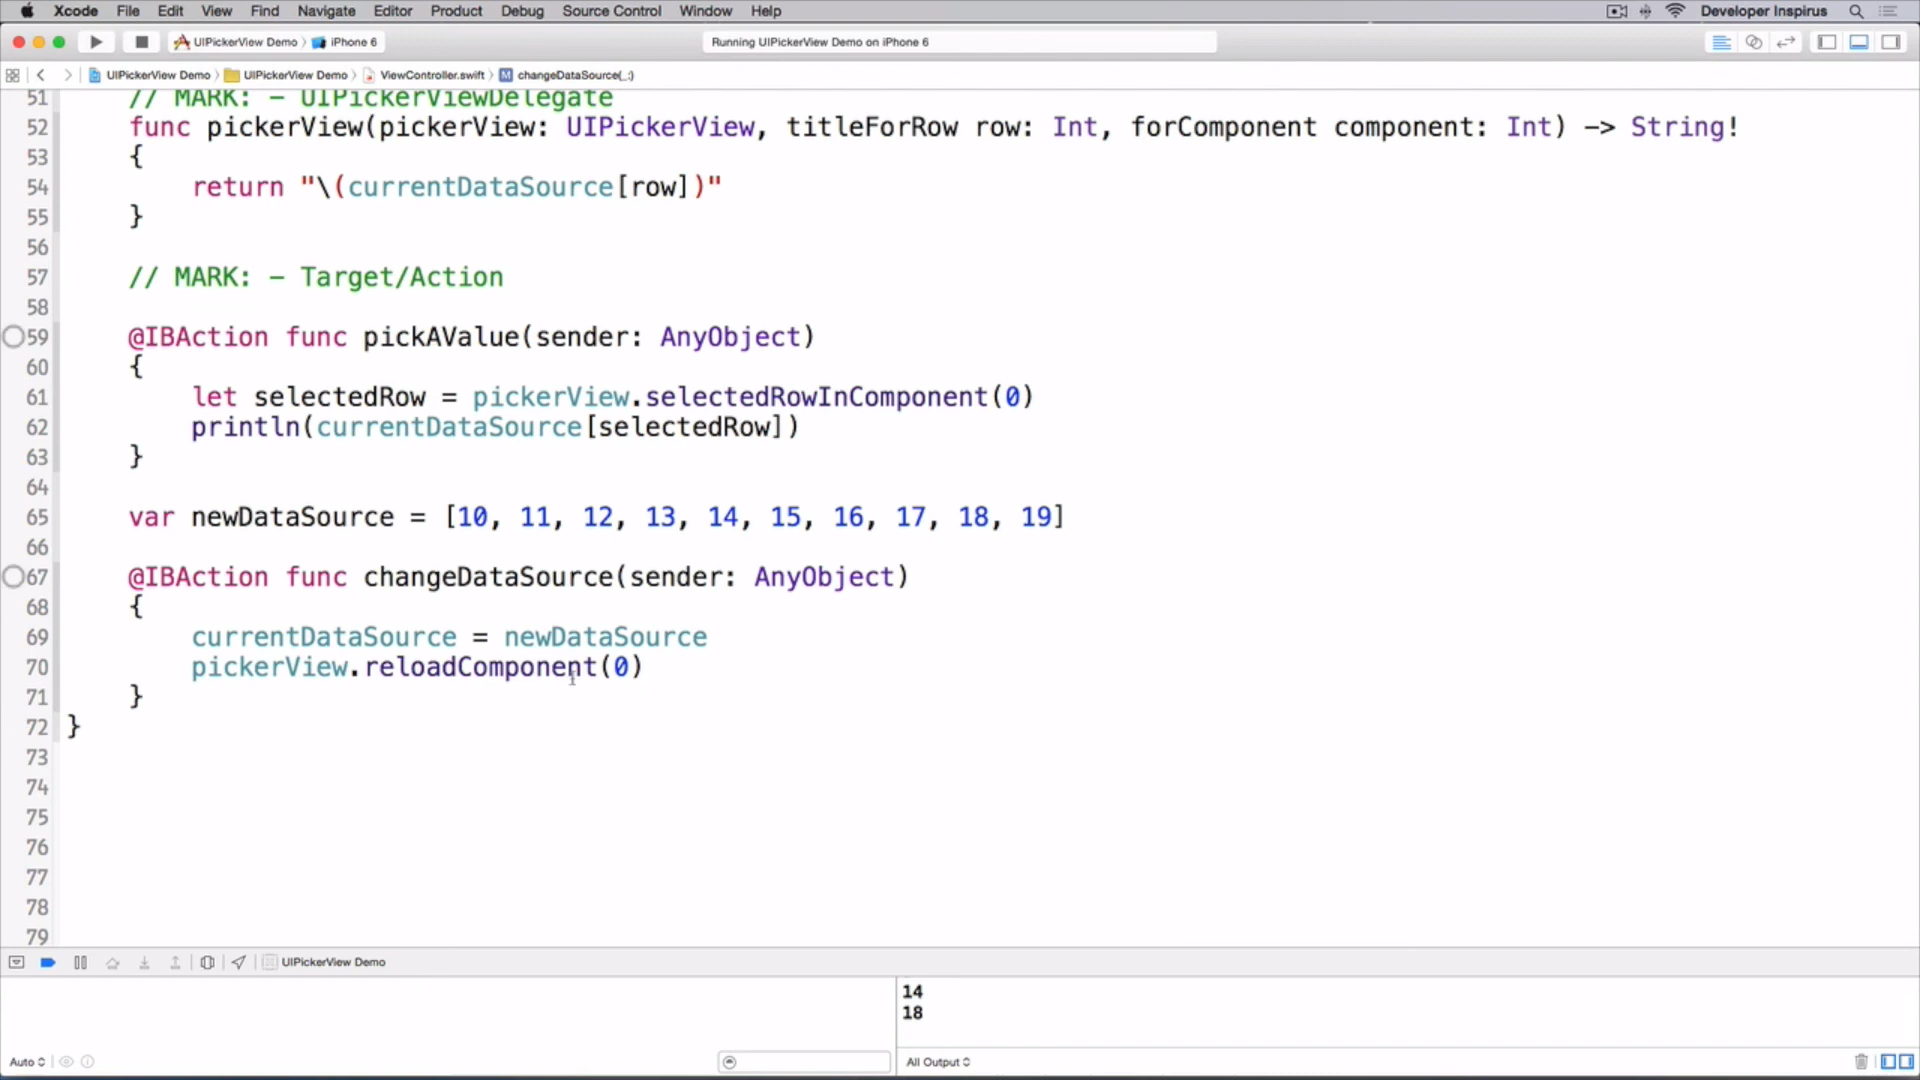 Xcode File Edit View Find Navigate Editor Product Debug Source Control Window Help Developer Inspirus
UIPickerView Demo iPhone 6 Running UIPickerView Demo on iPhone 6
UIPickerView Demo UIPickerView Demo ViewController.swift M changeDataSource(_:)
51 // MARK: - UIPickerViewDelegate
52 func pickerView(pickerView: UIPickerView, titleForRow row: Int, forComponent component: Int) -> String!
53 {
54 return "\(currentDataSource[row])"
55 }
56
57 // MARK: - Target/Action
58
59 @IBAction func pickAValue(sender: AnyObject)
60 {
61 let selectedRow = pickerView.selectedRowInComponent(0)
62 println(currentDataSource[selectedRow])
63 }
64
65 var newDataSource = [10, 11, 12, 13, 14, 15, 16, 17, 18, 19]
66
67 @IBAction func changeDataSource(sender: AnyObject)
68 {
69 currentDataSource = newDataSource
70 pickerView.reloadComponent(0)
71 }
72 }
73
74
75
76
77
78
79
UIPickerView Demo
14
18
Auto All Output